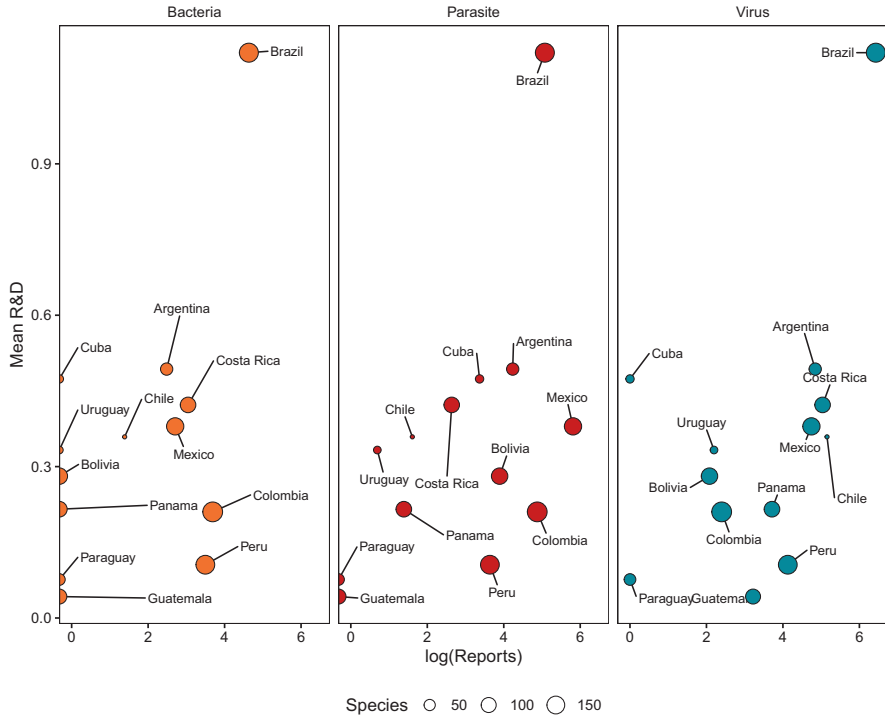 Bacteria
Parasite
Virus
Mean R&D
0.9
0.6
0.3
0.0
Brazil
Argentina
Cuba
Costa Rica
Chile
Uruguay
Mexico
Bolivia
Panama
Colombia
Peru
Paraguay
Guatemala
0 2 4 6
Brazil
Argentina
Cuba
Mexico
Chile
Bolivia
Uruguay
Costa Rica
Panama
Colombia
Paraguay
Peru
Guatemala
0 2 4 6
Brazil
Argentina
Cuba
Costa Rica
Uruguay
Mexico
Chile
Bolivia
Panama
Colombia
Peru
Paraguay
Guatemala
0 2 4 6
log(Reports)
Species 50 100 150